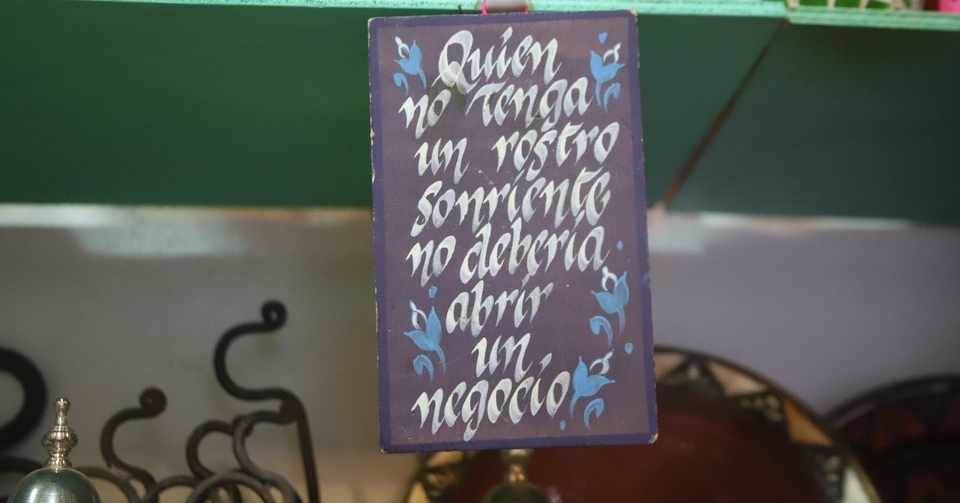 Quien
no tenga
un rostro
sonriente
no debería
abrir
un
negocio